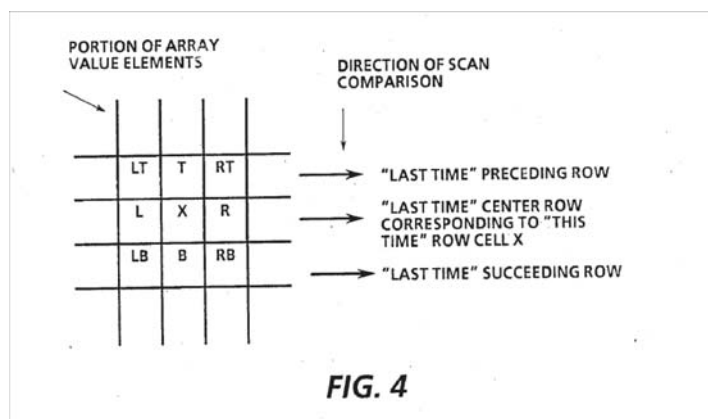 PORTION OF ARRAY
VALUE ELEMENTS
DIRECTION OF SCAN
COMPARISON
LT T RT
"LAST TIME" PRECEDING ROW
L X R
"LAST TIME" CENTER ROW
CORRESPONDING TO "THIS
TIME" ROW CELL X
LB B RB
"LAST TIME" SUCCEEDING ROW
FIG. 4